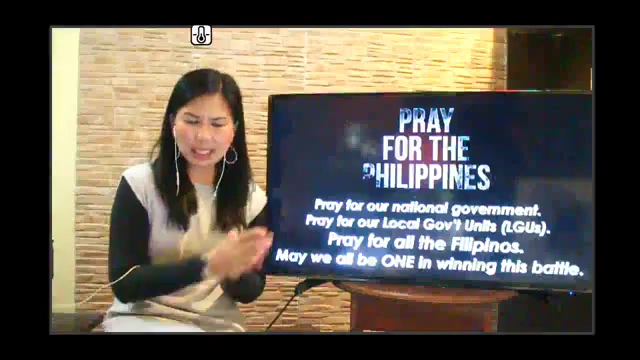 PRAY
FOR THE
PHILIPPINES
Pray for our national government.
Pray for our Local Gov't Units (LGUs).
Pray for all the Filipinos.
May we all be ONE in winning this battle.